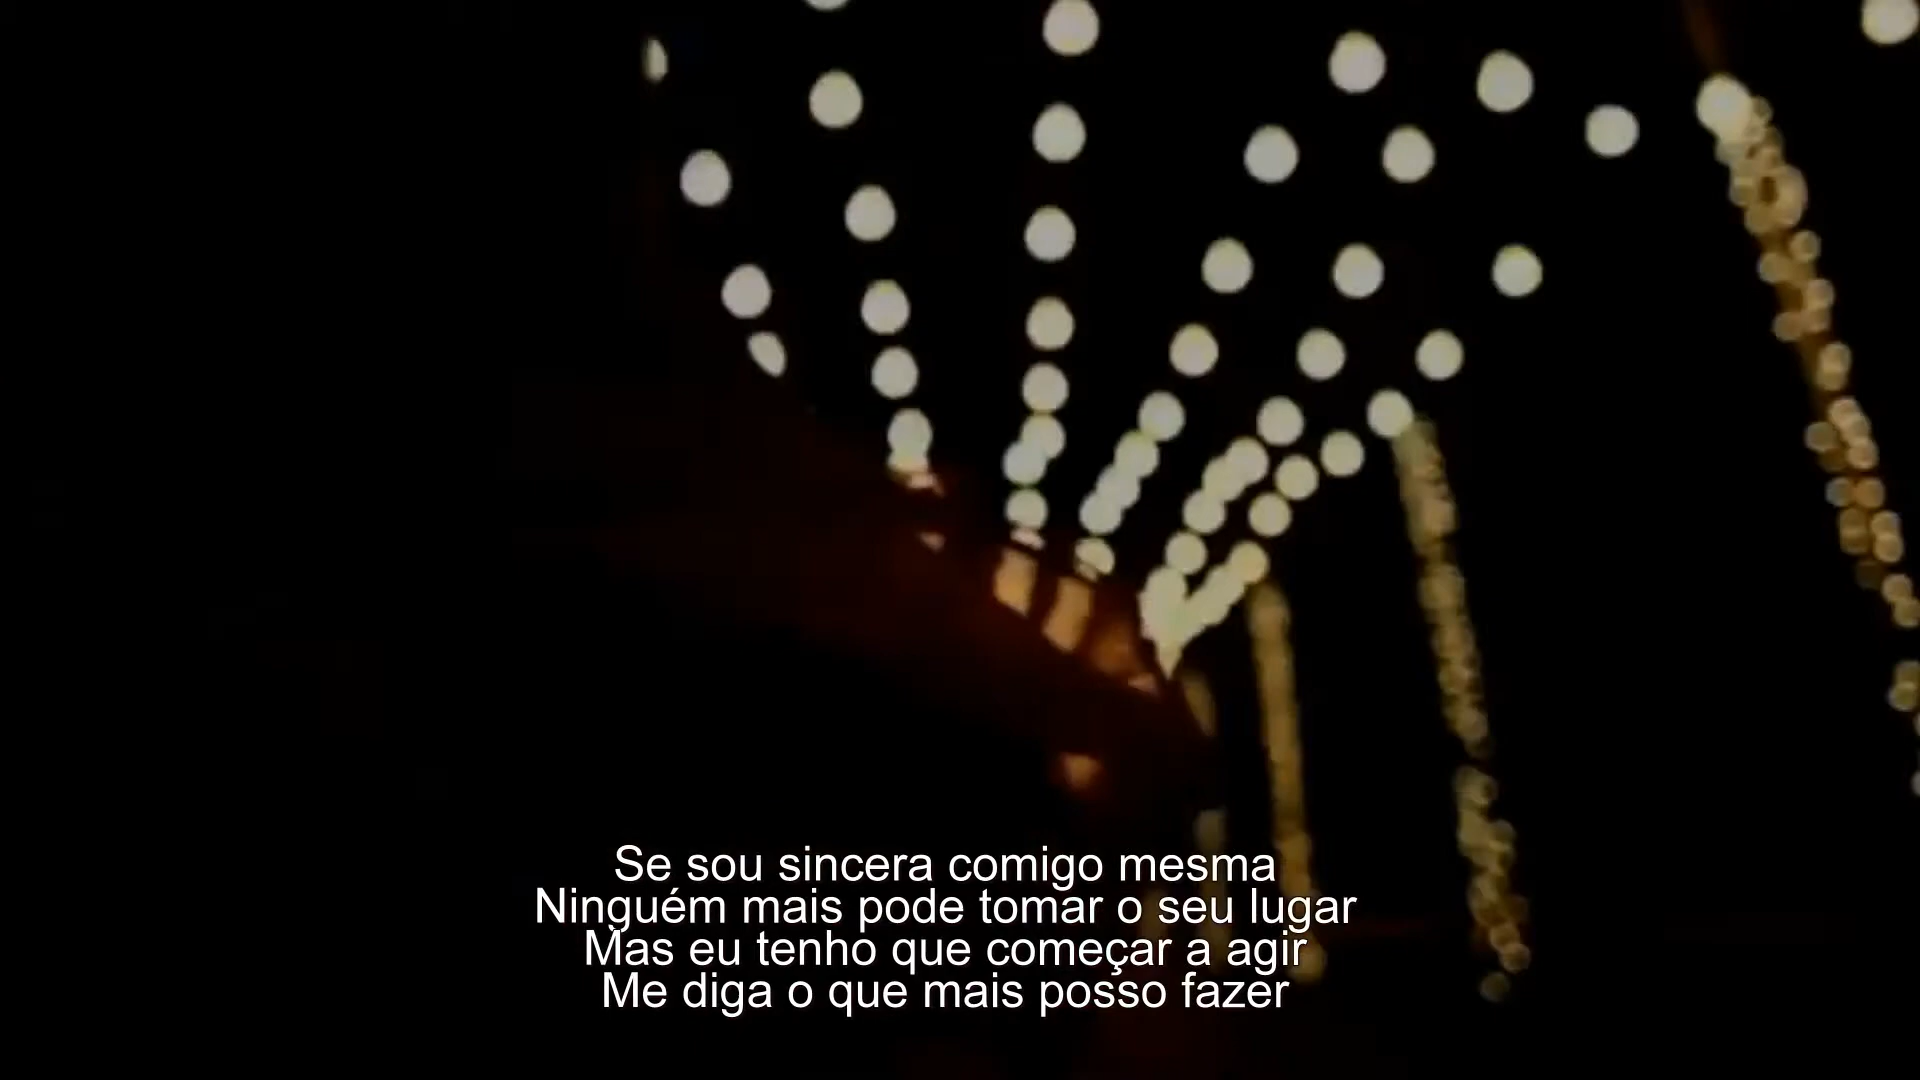 Se sou sincera comigo mesma
Ninguém mais pode tomar o seu lugar
Mas eu tenho que começar a agir
Me diga o que mais posso fazer